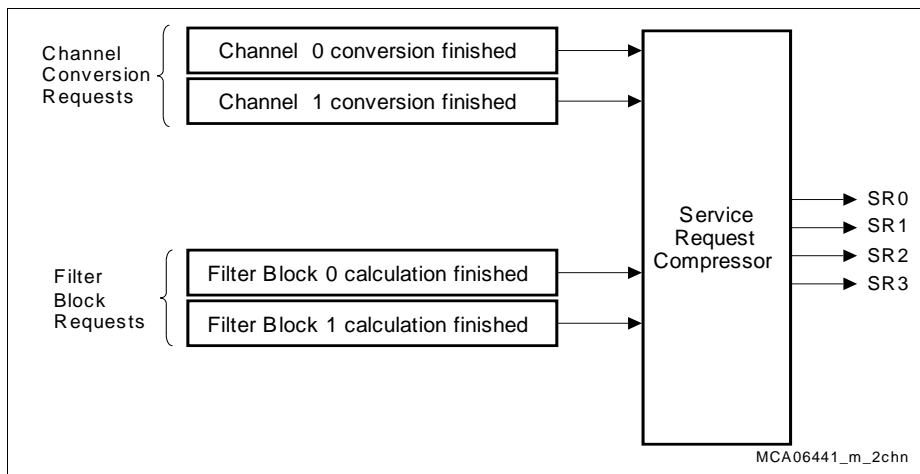 Channel
Conversion
Requests
Channel 0 conversion finished
Channel 1 conversion finished
Filter
Block
Requests
Filter Block 0 calculation finished
Filter Block 1 calculation finished
Service
Request
Compressor
SR0
SR1
SR2
SR3
MCA06441_m_2chn